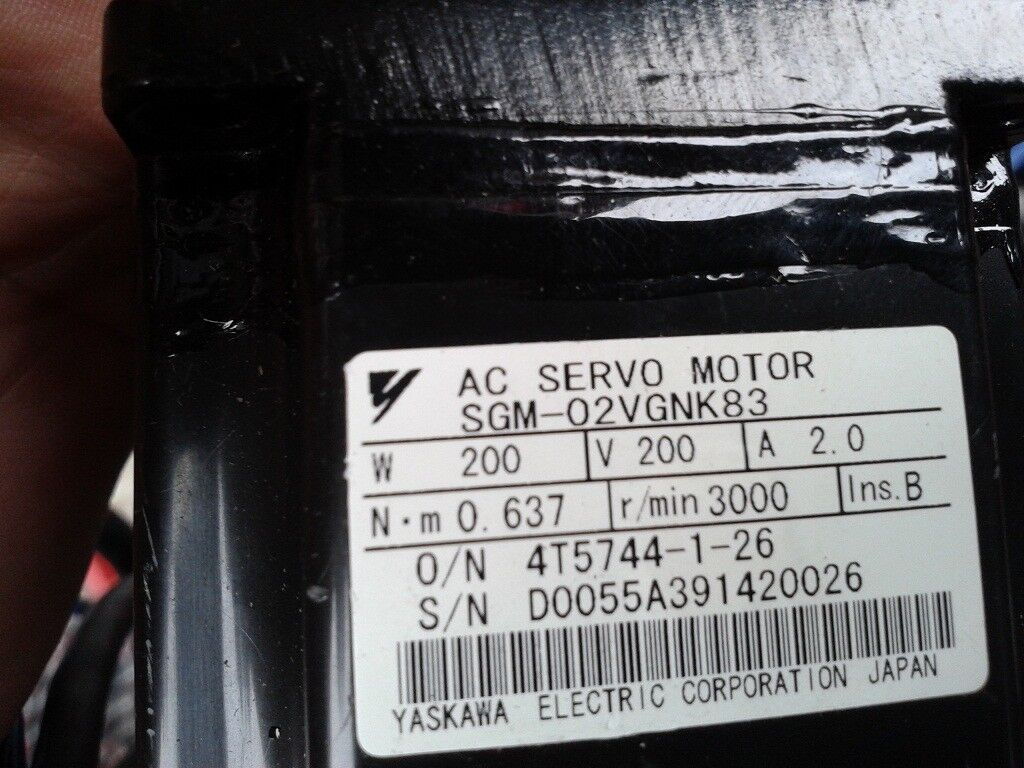 AC SERVO MOTOR
SGM-02VGNK83
W 200 V 200 A 2.0
N·m 0.637 r/min 3000 Ins.B
O/N 4T5744-1-26
S/N D0055A391420026
YASKAWA ELECTRIC CORPORATION JAPAN